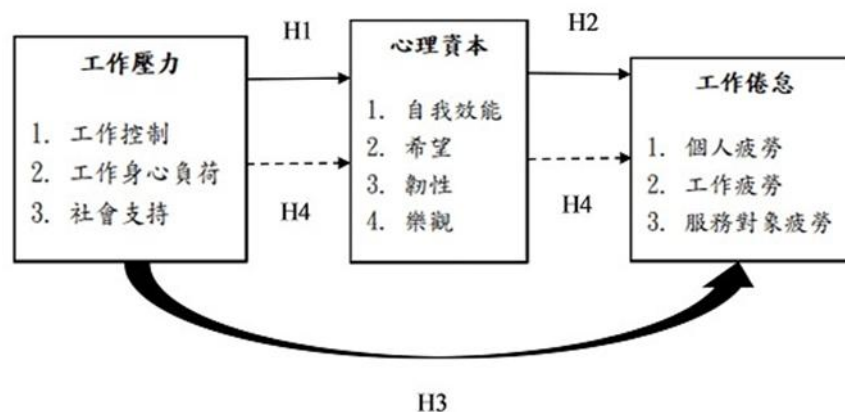 H1
H2
工作壓力
1. 工作控制
2. 工作身心負荷
3. 社會支持
心理資本
1. 自我效能
2. 希望
3. 韌性
4. 樂觀
工作倦怠
1. 個人疲勞
2. 工作疲勞
3. 服務對象疲勞
H4
H4
H3